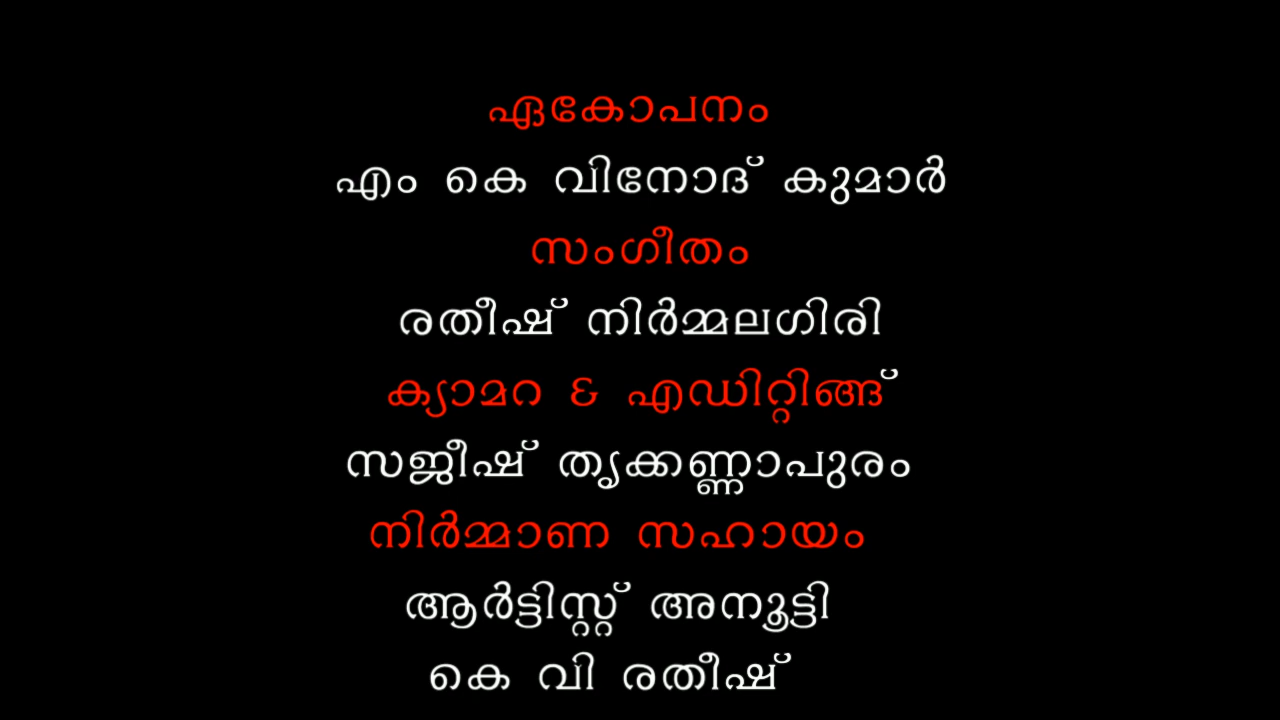 ഏകോപനം
എം കെ വിനോദ് കുമാർ
സംഗീതം
രതീഷ് നിർമ്മലഗിരി
ക്യാമറ & എഡിറ്റിങ്ങ്
സജീഷ് തൃക്കണ്ണാപുരം
നിർമ്മാണ സഹായം
ആർട്ടിസ്റ്റ് അനൂട്ടി
കെ വി രതീഷ്